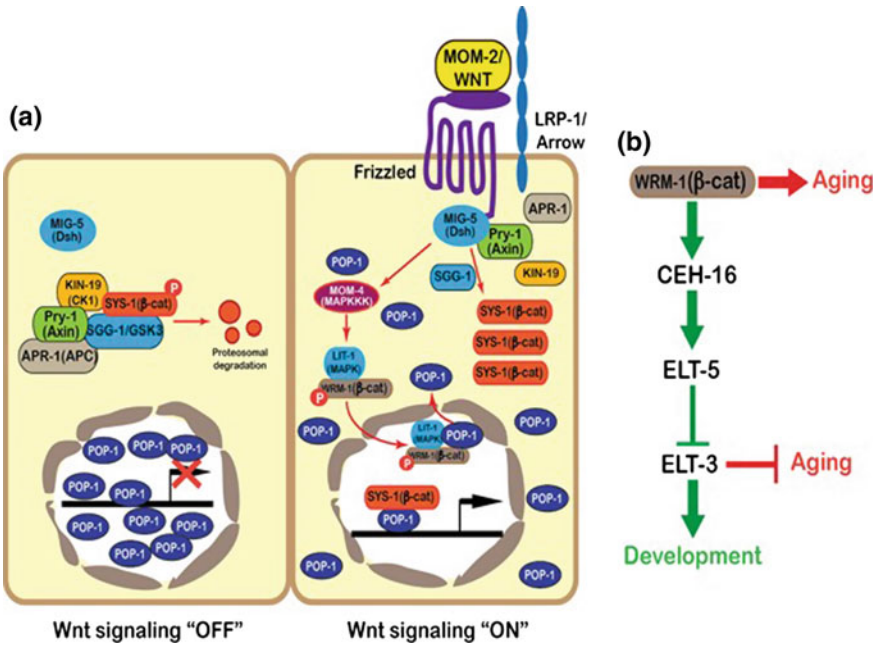 (a)
MIG-5
(Dsh)
KIN-19
(CK1)
P
SYS-1(β-cat)
Pry-1
(Axin)
SGG-1/GSK3
APR-1(APC)
Proteosomal
degradation
POP-1
POP-1
POP-1
POP-1
POP-1
POP-1
POP-1
POP-1
POP-1
POP-1
Wnt signaling "OFF"
MOM-2/
WNT
LRP-1/
Arrow
Frizzled
APR-1
MIG-5
(Dsh)
Pry-1
(Axin)
KIN-19
POP-1
SGG-1
MOM-4
(MAPKKK)
POP-1
SYS-1(β-cat)
SYS-1(β-cat)
SYS-1(β-cat)
LIT-1
(MAPK)
WRM-1(β-cat)
P
POP-1
POP-1
LIT-1
(MAPK)
POP-1
WRM-1(β-cat)
P
POP-1
SYS-1(β-cat)
POP-1
POP-1
POP-1
POP-1
POP-1
Wnt signaling "ON"
(b)
WRM-1(β-cat)
Aging
CEH-16
ELT-5
ELT-3
Aging
Development